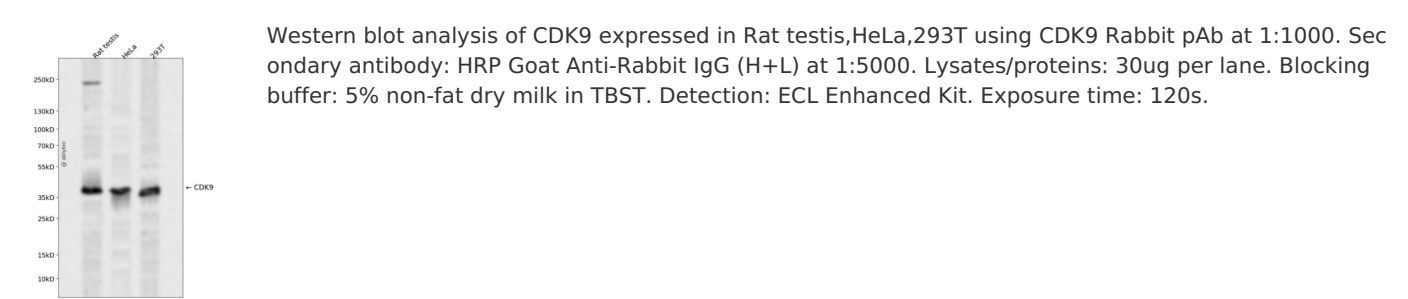 Rat testis
HeLa
293T
250kD
130kD
100kD
70kD
55kD
35kD
25kD
15kD
10kD
← CDK9
Western blot analysis of CDK9 expressed in Rat testis,HeLa,293T using CDK9 Rabbit pAb at 1:1000. Sec
ondary antibody: HRP Goat Anti-Rabbit IgG (H+L) at 1:5000. Lysates/proteins: 30ug per lane. Blocking
buffer: 5% non-fat dry milk in TBST. Detection: ECL Enhanced Kit. Exposure time: 120s.